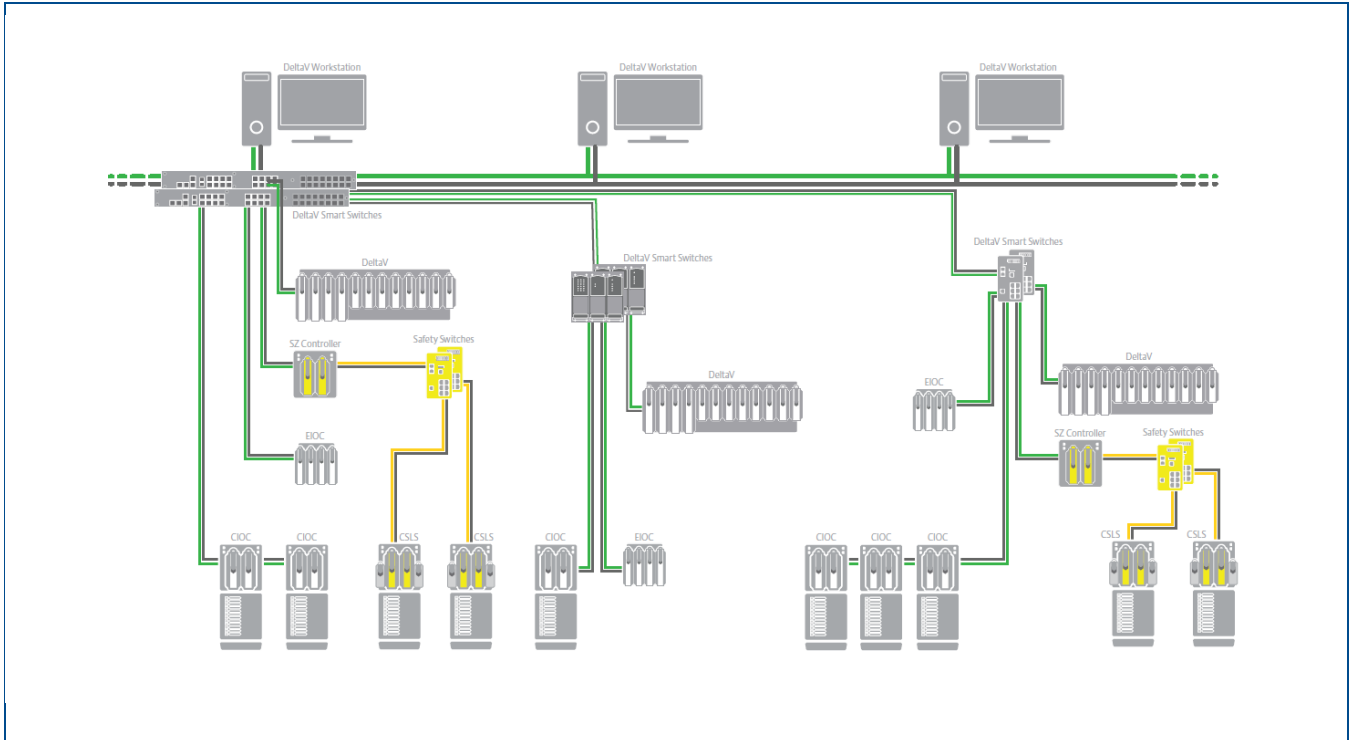 DeltaV Workstation
DeltaV Workstation
DeltaV Workstation
DeltaV Smart Switches
DeltaV Smart Switches
DeltaV Smart Switches
DeltaV
SZ Controller
Safety Switches
DeltaV
DeltaV
EIOC
EIOC
SZ Controller
Safety Switches
CIOC
CIOC
CSLS
CSLS
CIOC
EIOC
CIOC
CIOC
CIOC
CSLS
CSLS